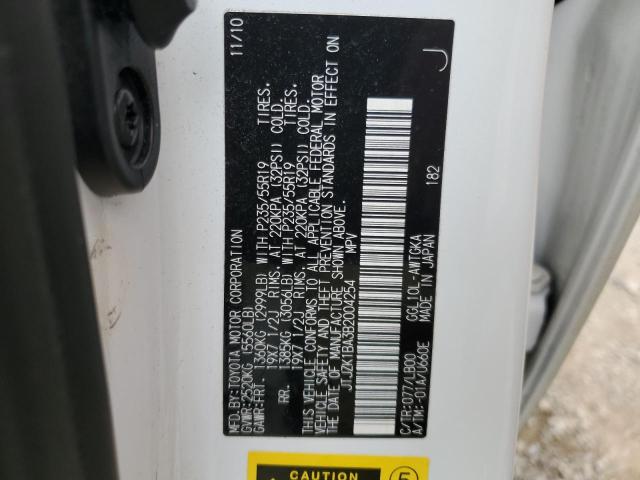 MFD.BY:TOYOTA MOTOR CORPORATION 11/10
GVWR:2520KG (5560LB)
GAWR:FRT. 1360KG (2999LB) WITH P235/55R19 TIRES.
19X7 1/2J RIMS. AT 220KPA (32PSI) COLD.
RR. 1385KG (3056LB) WITH P235/55R19 TIRES.
19X7 1/2J RIMS. AT 220KPA (32PSI) COLD.
THIS VEHICLE CONFORMS TO ALL APPLICABLE FEDERAL MOTOR
VEHICLE SAFETY AND THEFT PREVENTION STANDARDS IN EFFECT ON
THE DATE OF MANUFACTURE SHOWN ABOVE.
JTJZK1BA3B2004254 MPV
J
C/TR:077/LB00 GGL10L-AWTGKA 182
A/TM:-01A/U660E MADE IN JAPAN
CAUTION
5